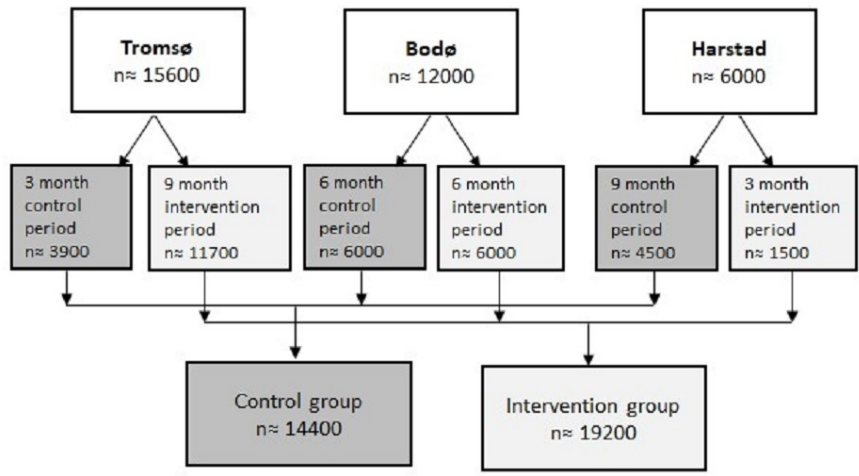 Tromsø
n≈ 15600
Bodø
n≈ 12000
Harstad
n≈ 6000
3 month
control
period
n≈ 3900
9 month
intervention
period
n≈ 11700
6 month
control
period
n≈ 6000
6 month
intervention
period
n≈ 6000
9 month
control
period
n≈ 4500
3 month
intervention
period
n≈ 1500
Control group
n≈ 14400
Intervention group
n≈ 19200